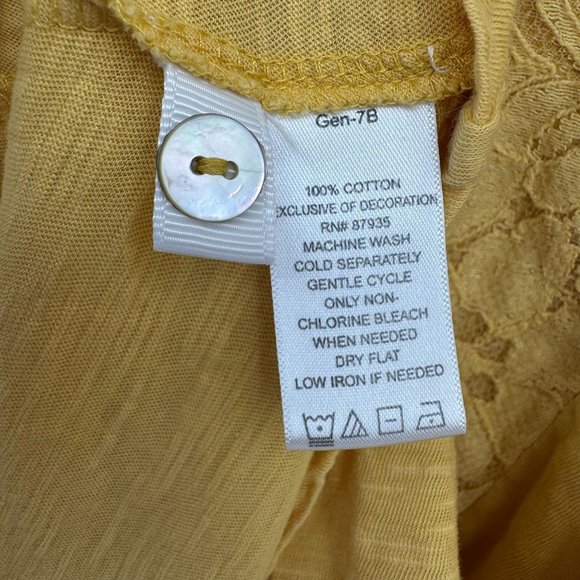 Gen-7B
100% COTTON
EXCLUSIVE OF DECORATION
RN# 87935
MACHINE WASH
COLD SEPARATELY
GENTLE CYCLE
ONLY NON-
CHLORINE BLEACH
WHEN NEEDED
DRY FLAT
LOW IRON IF NEEDED